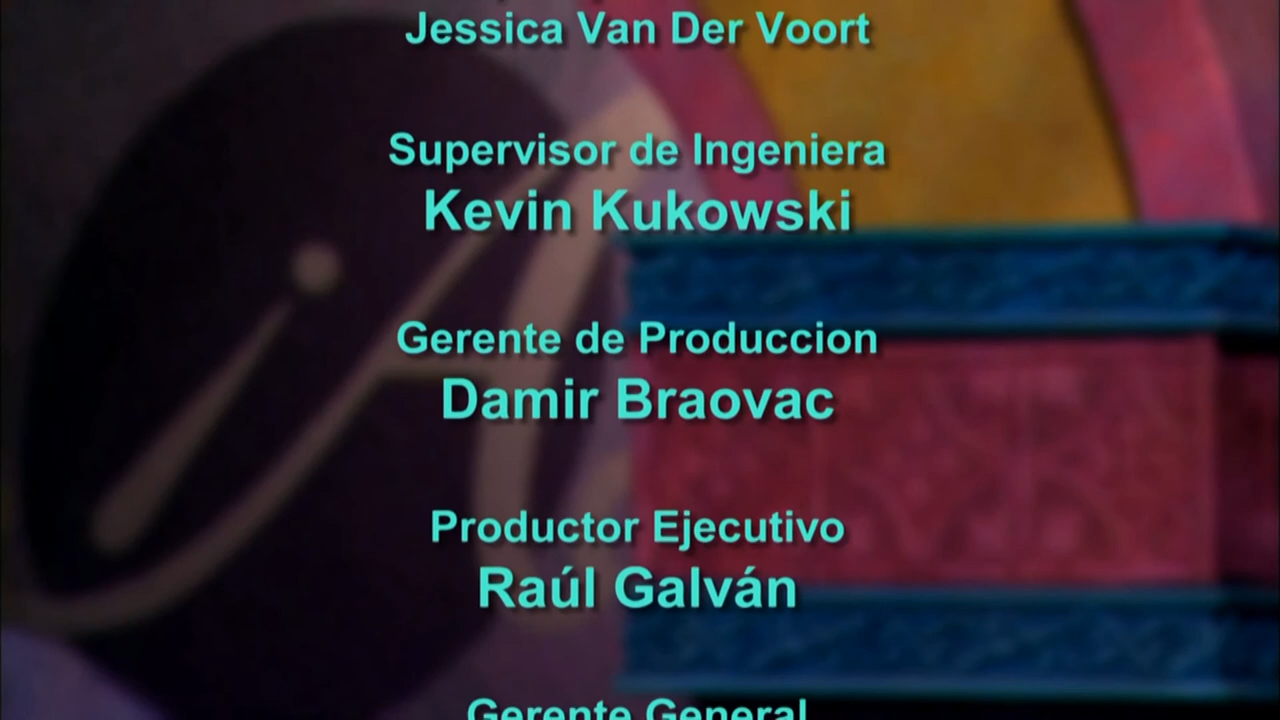 Jessica Van Der Voort
Supervisor de Ingeniera
Kevin Kukowski
Gerente de Produccion
Damir Braovac
Productor Ejecutivo
Raúl Galván
Gerente General